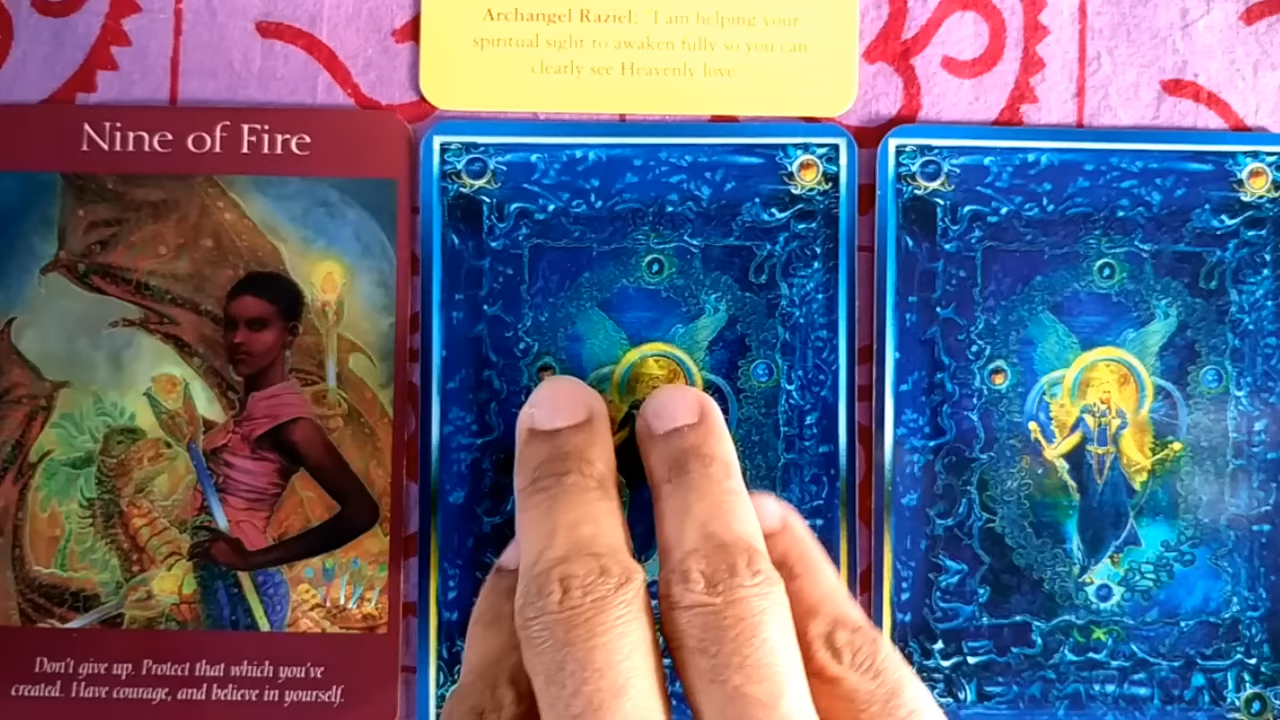 Archangel Raziel: I am helping your
spiritual sight to awaken fully so you can
clearly see Heavenly love
Nine of Fire
Don't give up. Protect that which you've
created. Have courage, and believe in yourself.